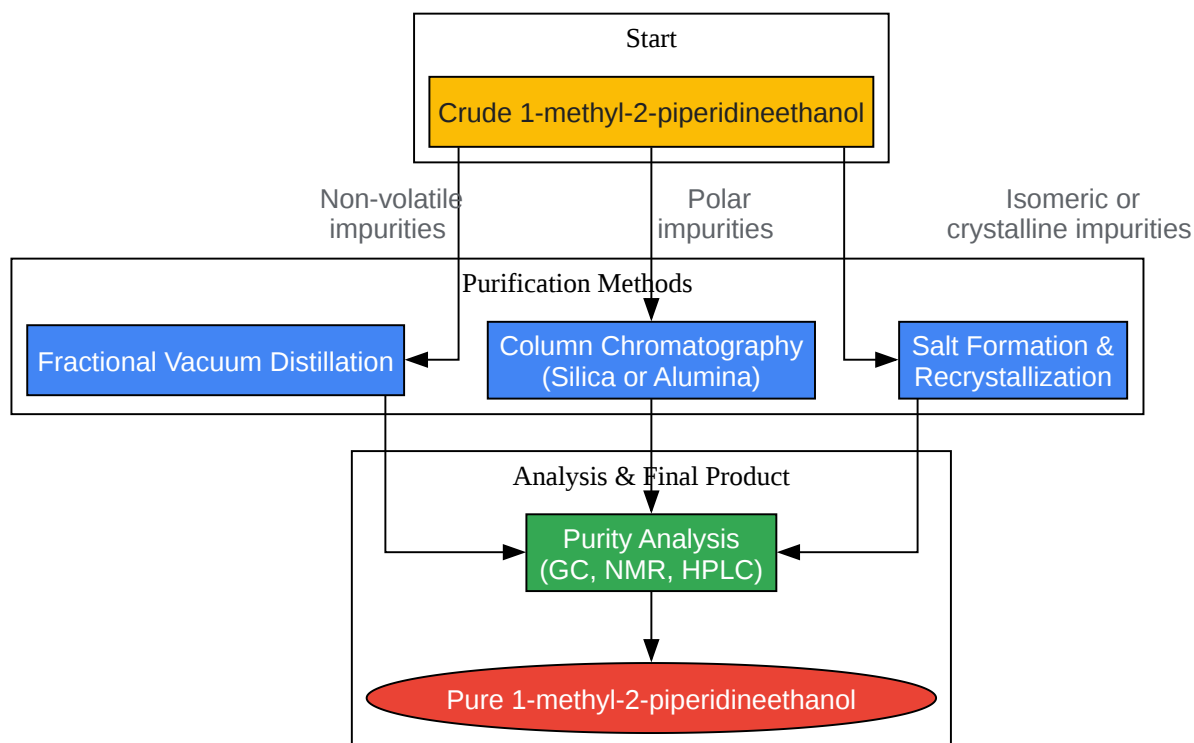 Start
Crude 1-methyl-2-piperidineethanol
Non-volatile
impurities
Polar
impurities
Isomeric or
crystalline impurities
Purification Methods
Fractional Vacuum Distillation
Column Chromatography
(Silica or Alumina)
Salt Formation &
Recrystallization
Analysis & Final Product
Purity Analysis
(GC, NMR, HPLC)
Pure 1-methyl-2-piperidineethanol